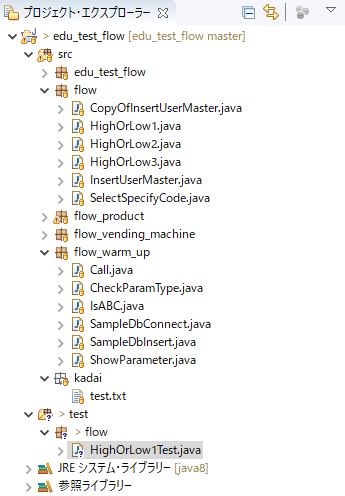 プロジェクト・エクスプローラー
> edu_test_flow [edu_test_flow master]
src
edu_test_flow
flow
CopyOfInsertUserMaster.java
HighOrLow1.java
HighOrLow2.java
HighOrLow3.java
InsertUserMaster.java
SelectSpecifyCode.java
flow_product
flow_vending_machine
flow_warm_up
Call.java
CheckParamType.java
IsABC.java
SampleDbConnect.java
SampleDbInsert.java
ShowParameter.java
kadai
test.txt
> test
> flow
HighOrLow1Test.java
JRE システム・ライブラリー [java8]
参照ライブラリー